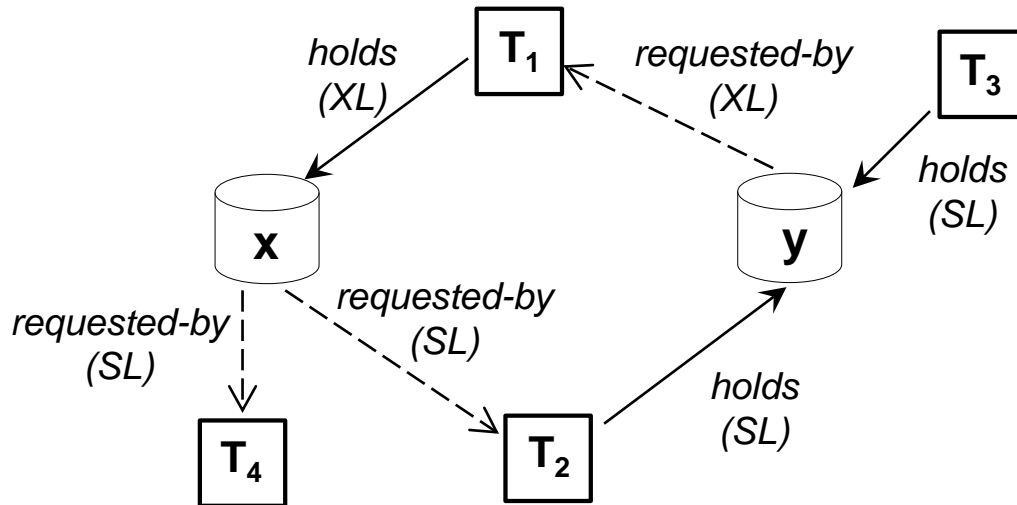 T1
holds
(XL)
requested-by
(XL)
T3
holds
(SL)
x
y
requested-by
(SL)
requested-by
(SL)
holds
(SL)
T4
T2